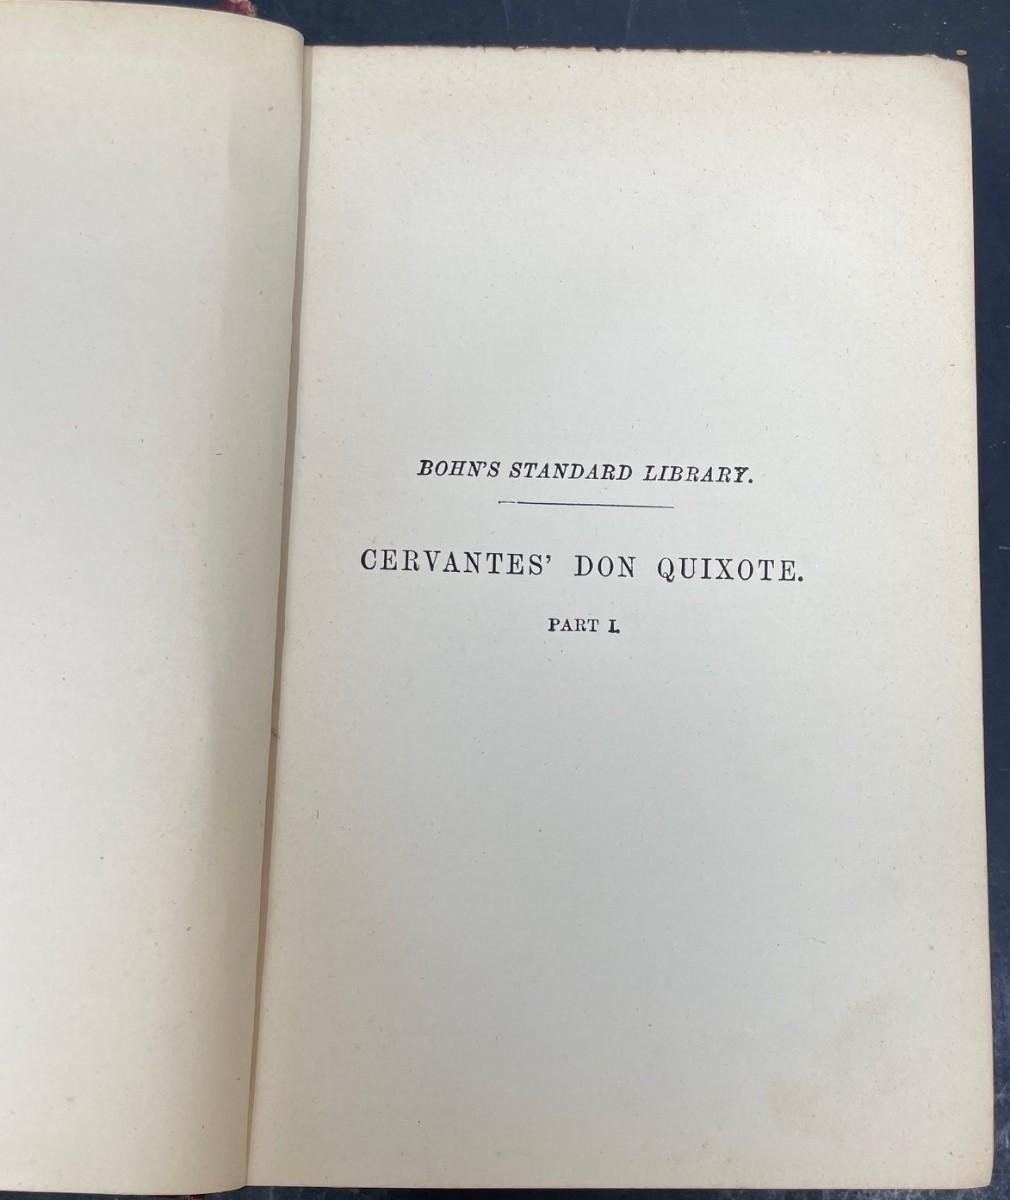 BOHN'S STANDARD LIBRARY.
CERVANTES' DON QUIXOTE.
PART I.